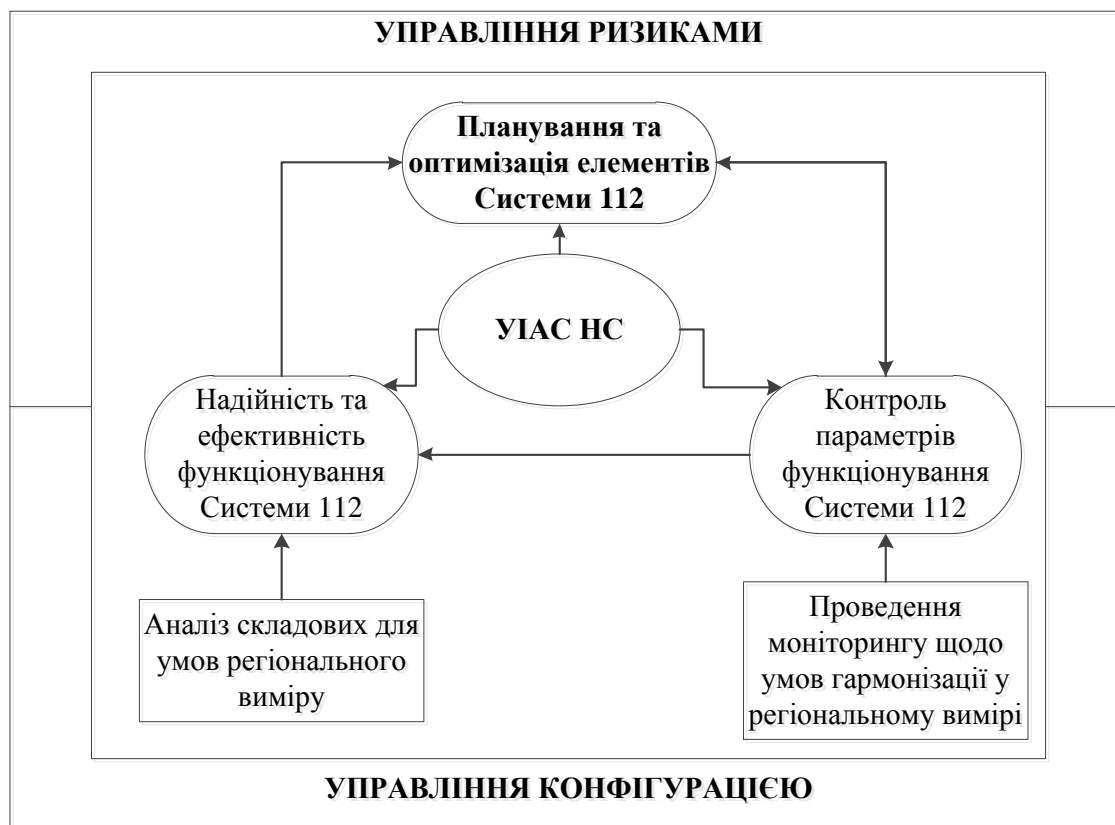 УПРАВЛІННЯ РИЗИКАМИ
Планування та
оптимізація елементів
Системи 112
УІАС НС
Надійність та
ефективність
функціонування
Системи 112
Контроль
параметрів
функціонування
Системи 112
Аналіз складових для
умов регіонального
виміру
Проведення
моніторингу щодо
умов гармонізації у
регіональному вимірі
УПРАВЛІННЯ КОНФІГУРАЦІЄЮ